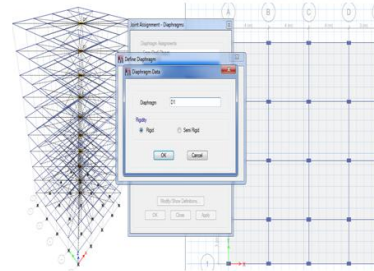 Joint Assignment - Diaphragms
Diaphragm Assignments
Define Diaphragm
Diaphragm Data
Diaphragm
Rigidity
Rigid
Semi Rigid
OK
Cancel
Modify/Show Definitions...
OK
Close
Apply
A
B
C
D
1